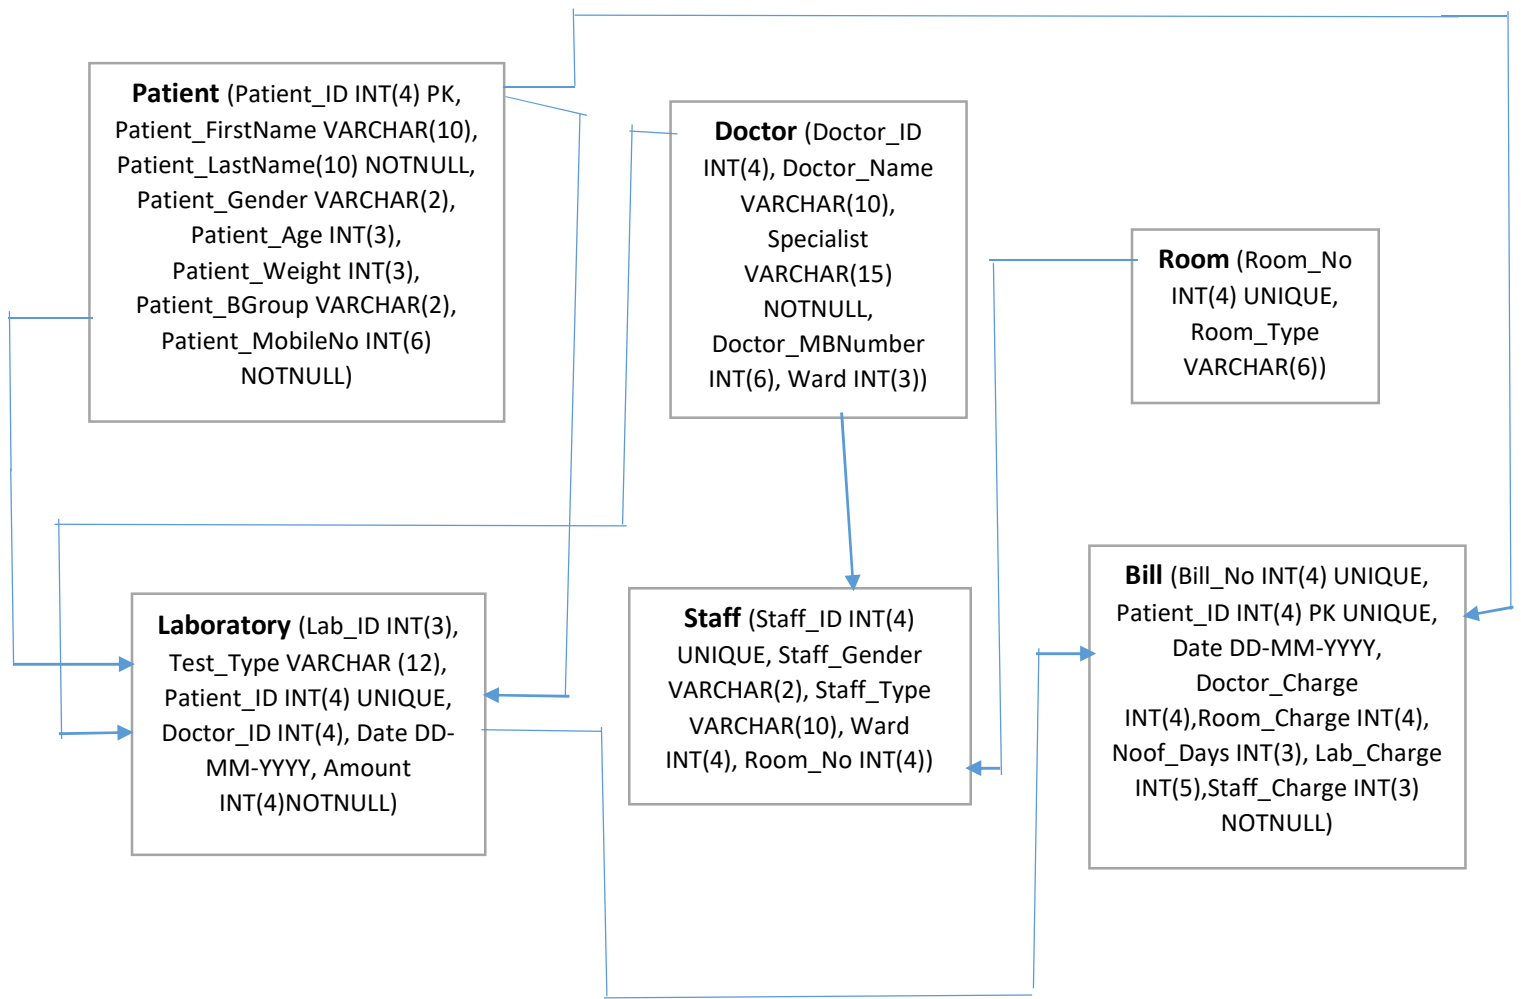 Patient (Patient_ID INT(4) PK,
Patient_FirstName VARCHAR(10),
Patient_LastName(10) NOTNULL,
Patient_Gender VARCHAR(2),
Patient_Age INT(3),
Patient_Weight INT(3),
Patient_BGroup VARCHAR(2),
Patient_MobileNo INT(6)
NOTNULL)
Doctor (Doctor_ID
INT(4), Doctor_Name
VARCHAR(10),
Specialist
VARCHAR(15)
NOTNULL,
Doctor_MBNumber
INT(6), Ward INT(3))
Room (Room_No
INT(4) UNIQUE,
Room_Type
VARCHAR(6))
Laboratory (Lab_ID INT(3),
Test_Type VARCHAR (12),
Patient_ID INT(4) UNIQUE,
Doctor_ID INT(4), Date DD-
MM-YYYY, Amount
INT(4)NOTNULL)
Staff (Staff_ID INT(4)
UNIQUE, Staff_Gender
VARCHAR(2), Staff_Type
VARCHAR(10), Ward
INT(4), Room_No INT(4))
Bill (Bill_No INT(4) UNIQUE,
Patient_ID INT(4) PK UNIQUE,
Date DD-MM-YYYY,
Doctor_Charge
INT(4),Room_Charge INT(4),
Noof_Days INT(3), Lab_Charge
INT(5),Staff_Charge INT(3)
NOTNULL)